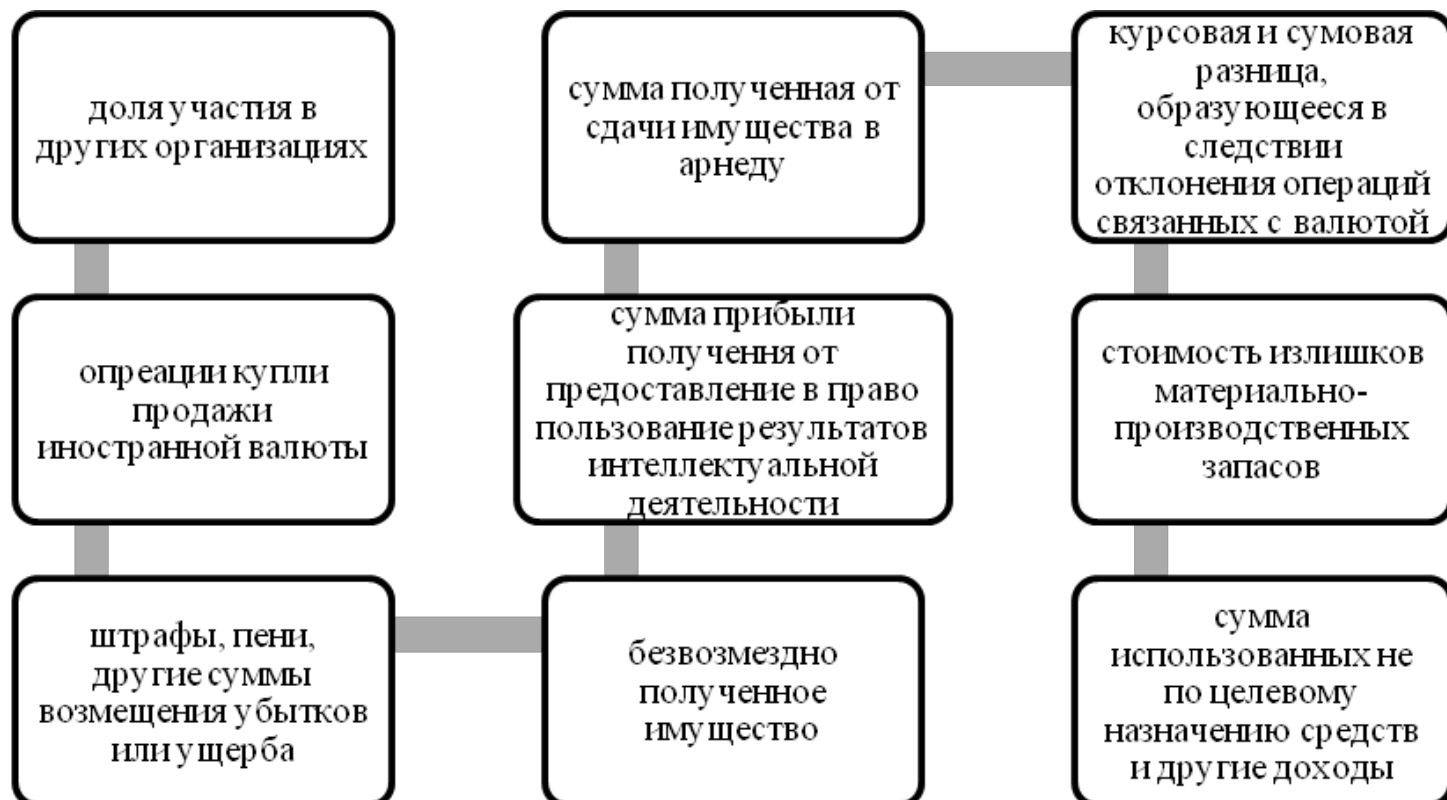 доля участия в
других организациях
опреации купли
продажи
иностранной валюты
штрафы, пени,
другие суммы
возмещения убытков
или ущерба
безвозмездно
полученное
имущество
сумма прибыли
получення от
предоставление в право
пользование результатов
интеллектуальной
деятельности
сумма полученная от
сдачи имущества в
арнеду
курсовая и сумовая
разница,
образующееся в
следствии
отклонения операций
связанных с валютой
стоимость излишков
материально-
производственных
запасов
сумма
использованных не
по целевому
назначению средств
и другие доходы